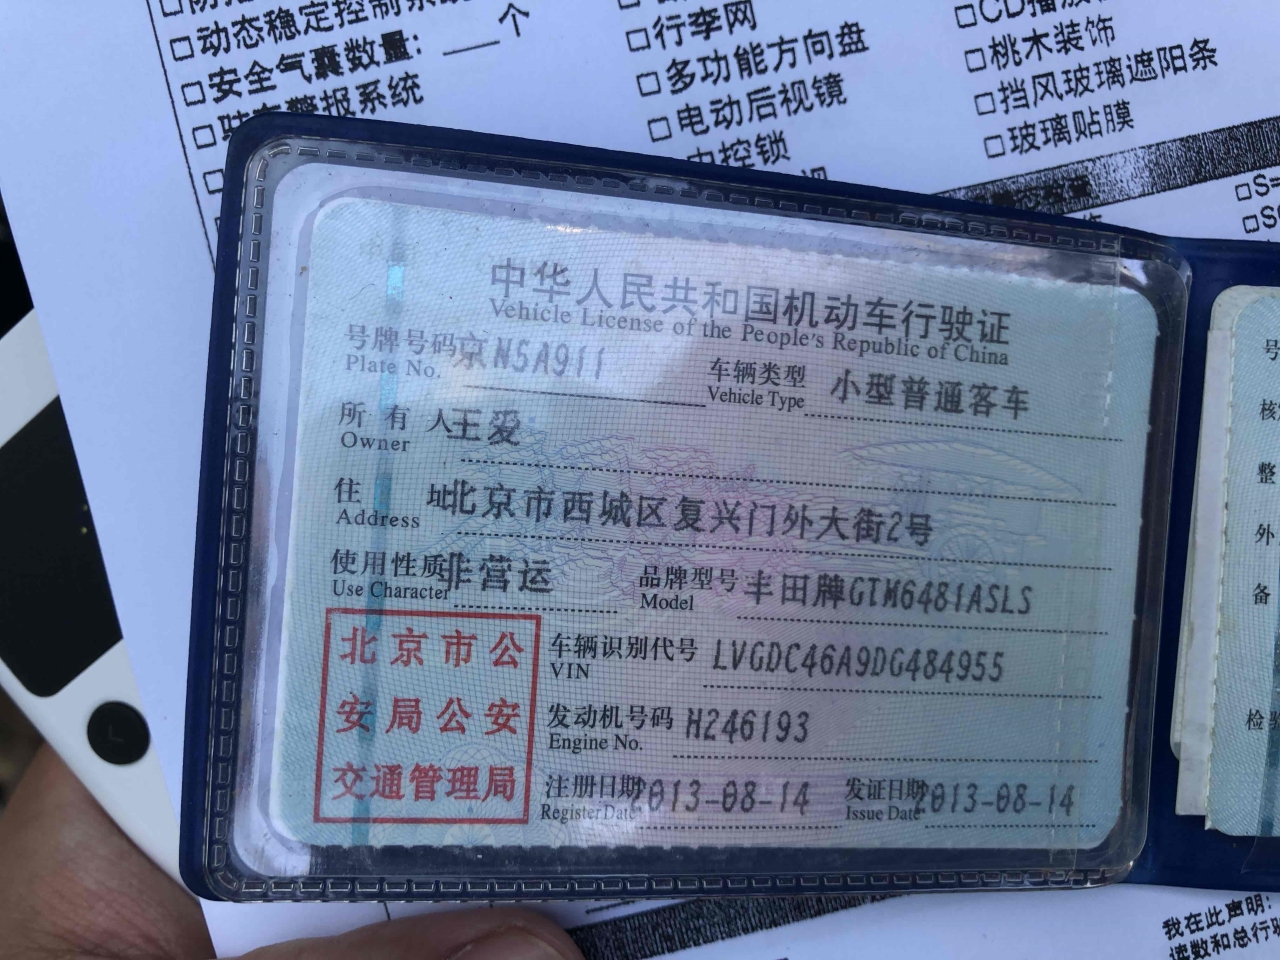 □动态稳定控制系统
□安全气囊数量: ___个
警报系统
□行李网
□多功能方向盘
□电动后视镜
中控锁
□CD播放
□桃木装饰
□挡风玻璃遮阳条
□玻璃贴膜
□S=
中华人民共和国机动车行驶证
Vehicle License of the People's Republic of China
号牌号码 京N5A911
Plate No.
车辆类型 小型普通客车
Vehicle Type
所有人 王爱
Owner
住址 北京市西城区复兴门外大街2号
Address
使用性质 非营运
Use Character
品牌型号 丰田牌GTM6481ASLS
Model
北京市公
安局公安
交通管理局
车辆识别代号 LVGDC46A9DG484955
VIN
发动机号码 H246193
Engine No.
注册日期 2013-08-14
Register Date
发证日期 2013-08-14
Issue Date
号
核
整
外
备
检
我在此声明:
读数和总行驶